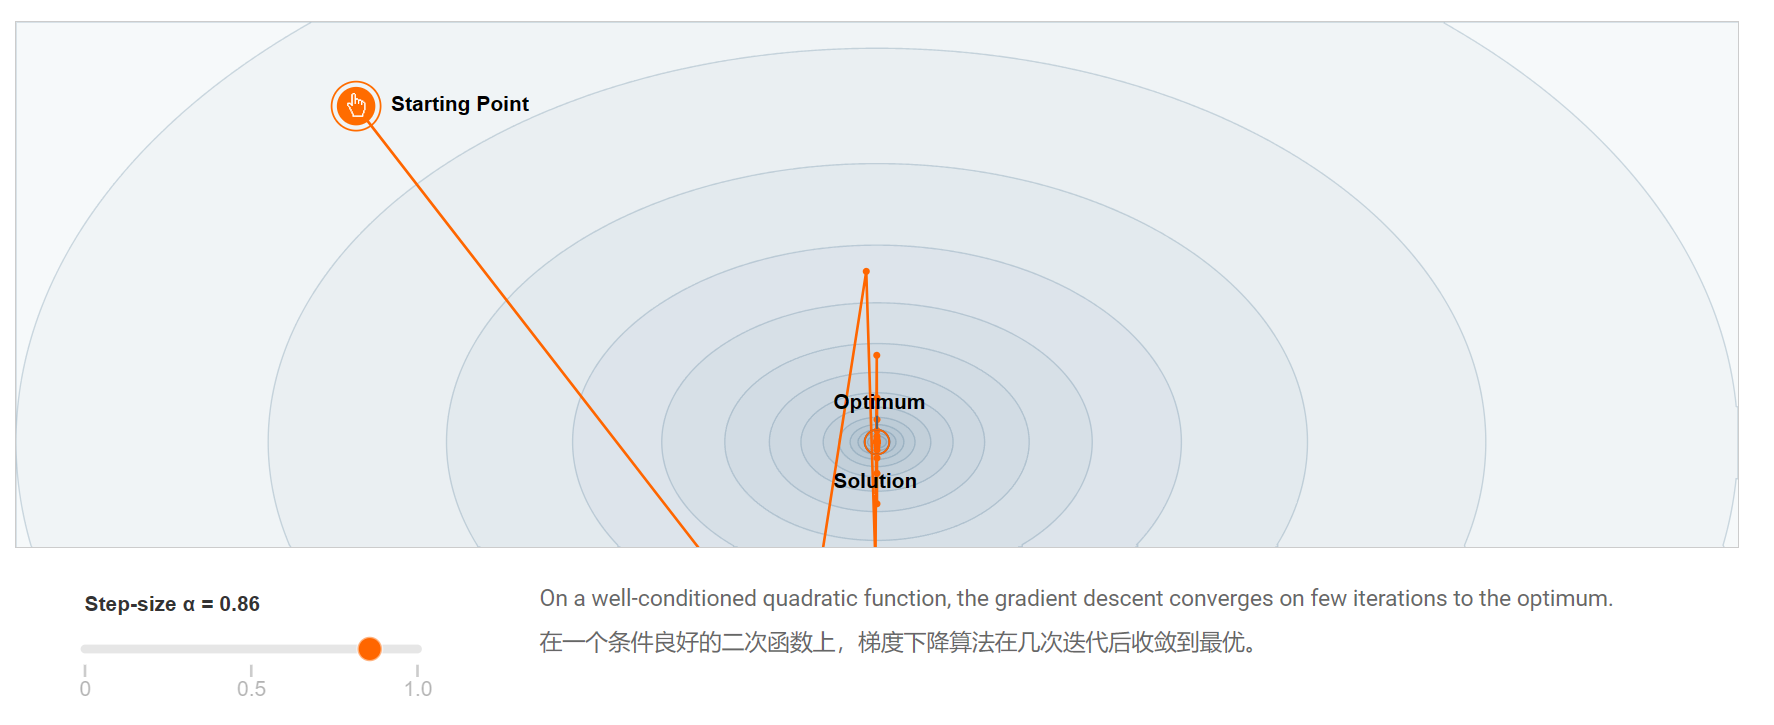 Starting Point
Optimum
Solution
Step-size α = 0.86
0
0.5
1.0
On a well-conditioned quadratic function, the gradient descent converges on few iterations to the optimum.
在一个条件良好的二次函数上，梯度下降算法在几次迭代后收敛到最优。